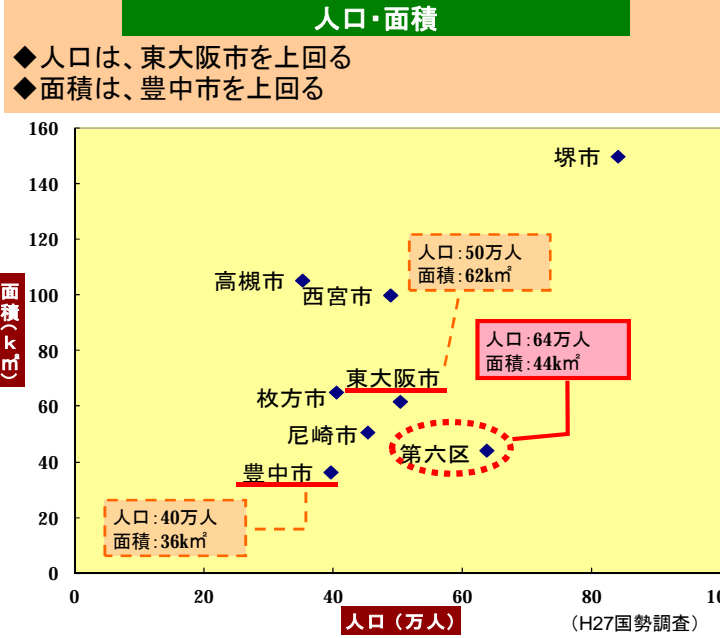 人口・面積
◆人口は、東大阪市を上回る
◆面積は、豊中市を上回る
160
140
120
100
80
60
40
20
0
面積(k㎡)
堺市
高槻市
西宮市
人口:50万人
面積:62k㎡
人口:64万人
面積:44k㎡
東大阪市
枚方市
尼崎市
第六区
豊中市
人口:40万人
面積:36k㎡
0 20 40 60 80
人口(万人)
(H27国勢調査)